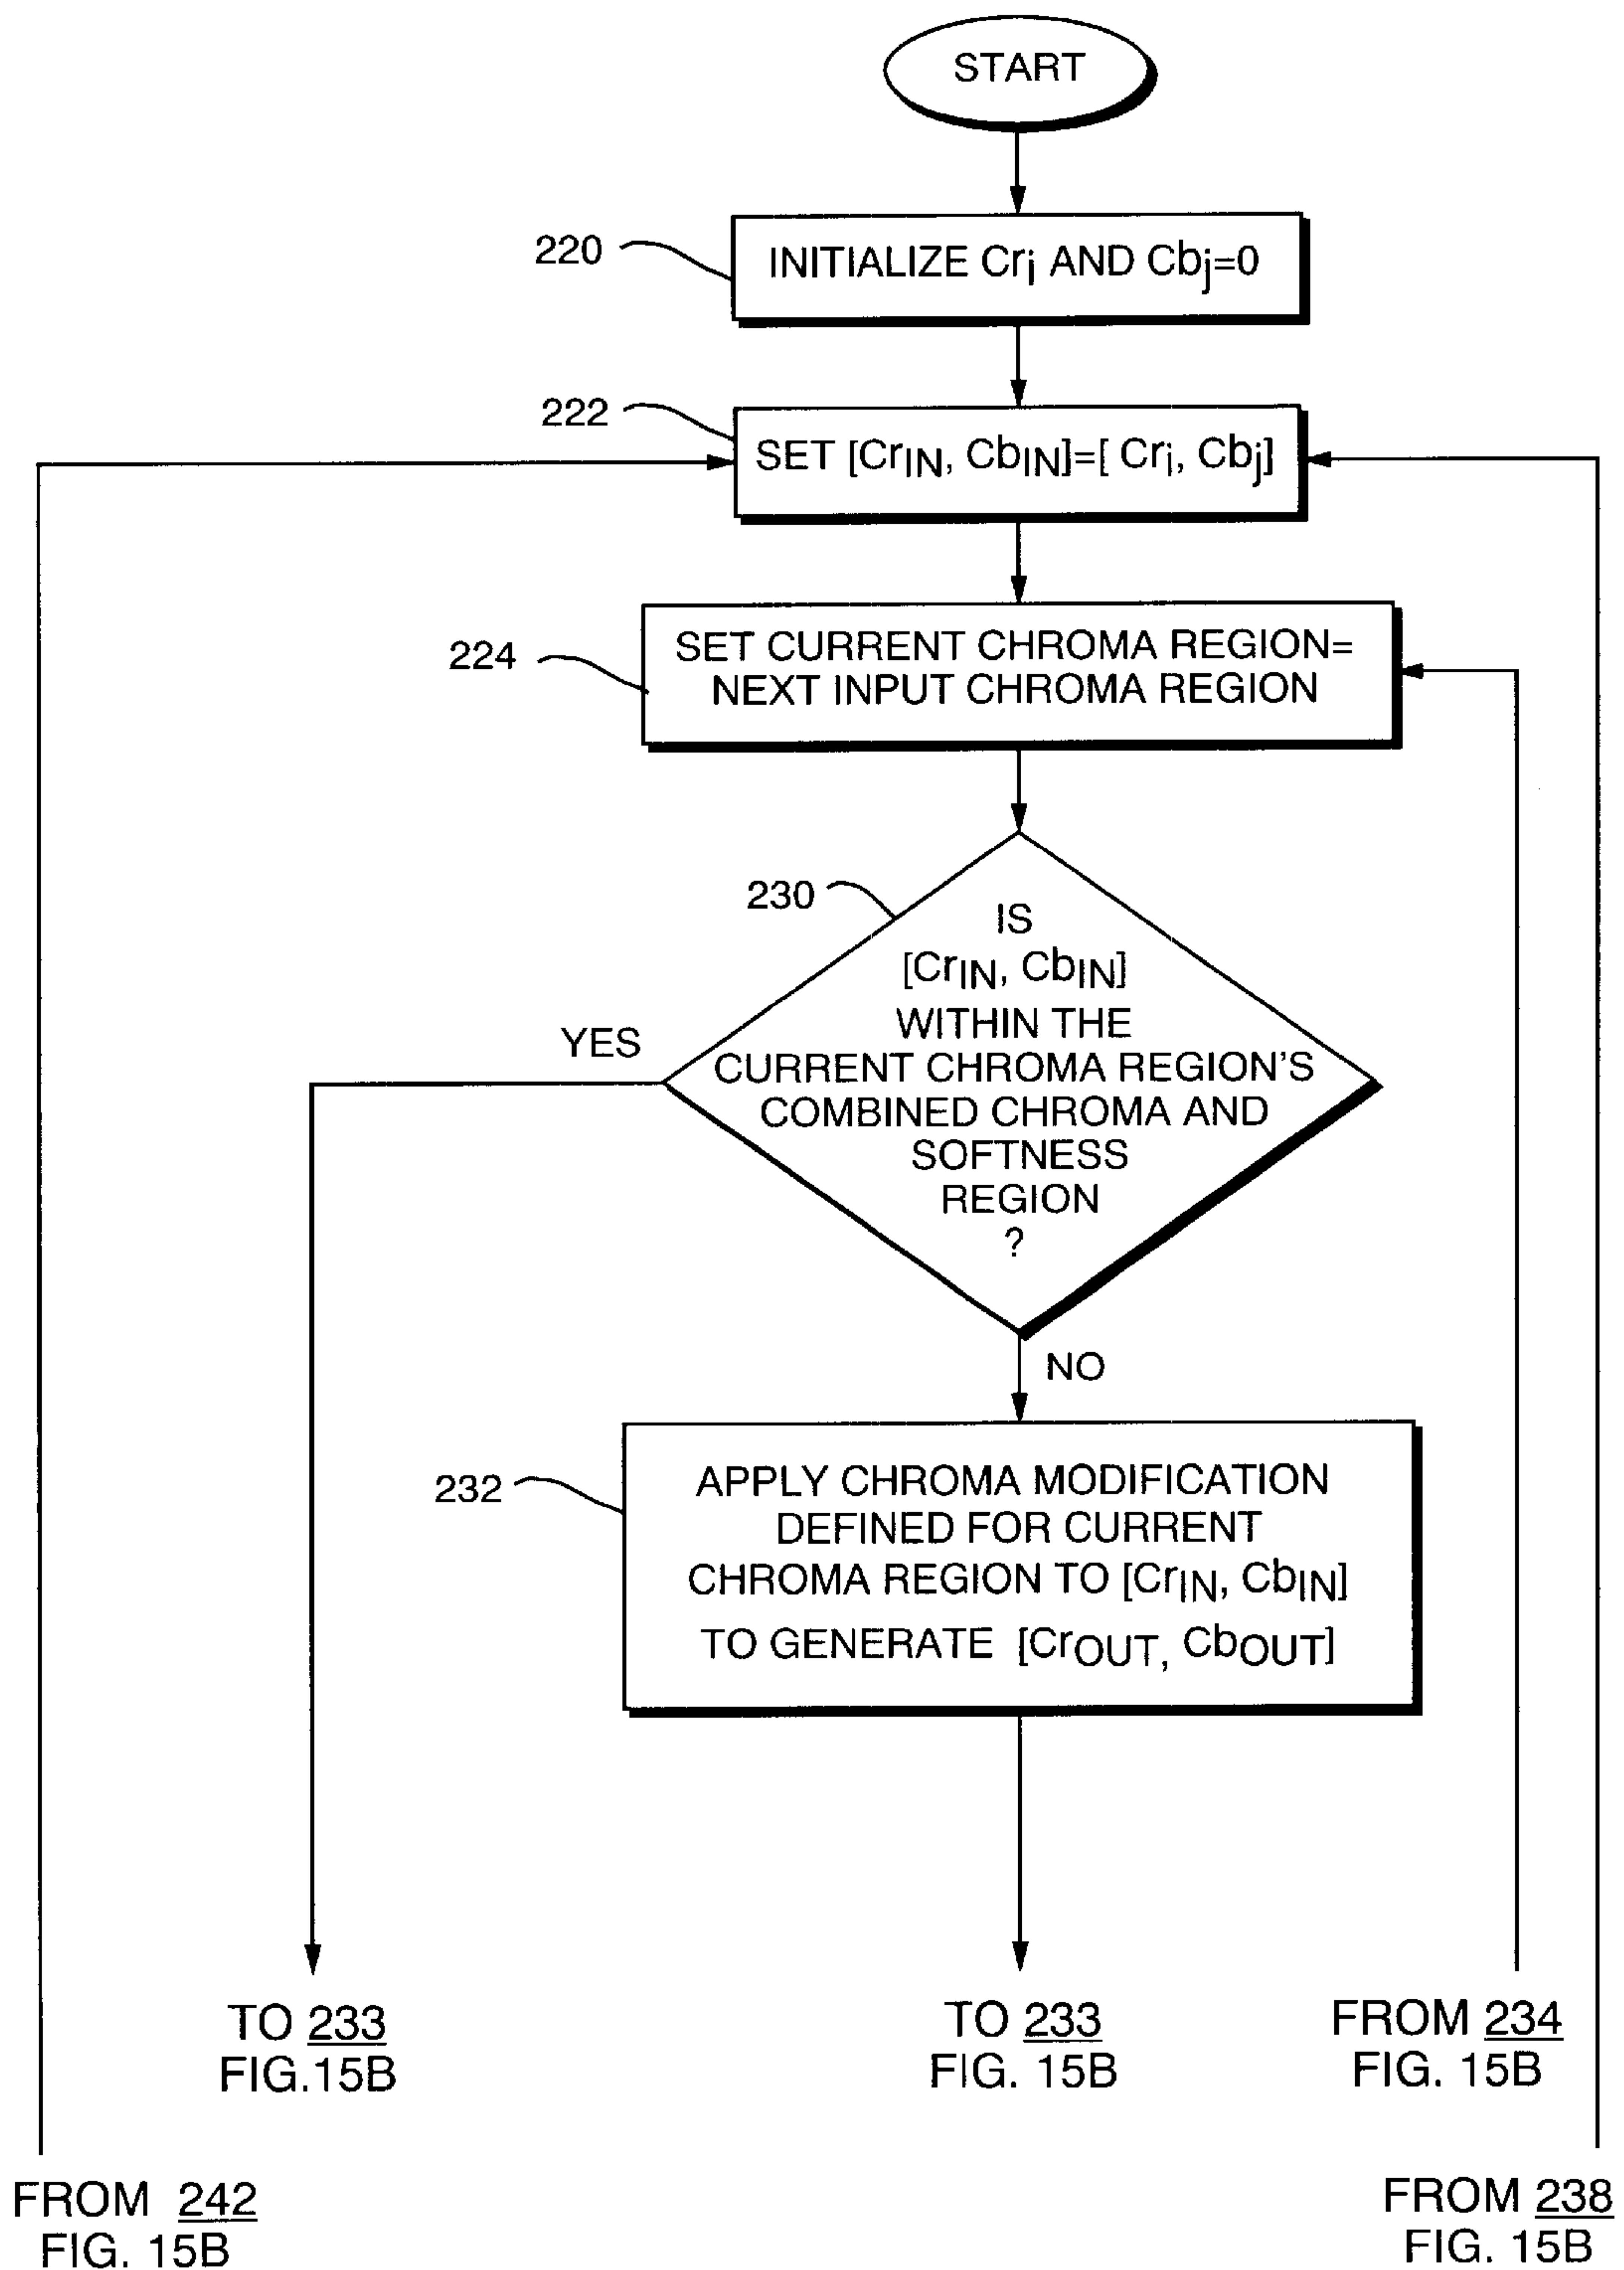 START
220
INITIALIZE Cri AND Cbj=0
222
SET [CrIN, CbIN]=[ Cri, Cbj]
224
SET CURRENT CHROMA REGION=
NEXT INPUT CHROMA REGION
230
IS
[CrIN, CbIN]
WITHIN THE
CURRENT CHROMA REGION'S
COMBINED CHROMA AND
SOFTNESS
REGION
?
YES
NO
232
APPLY CHROMA MODIFICATION
DEFINED FOR CURRENT
CHROMA REGION TO [CrIN, CbIN]
TO GENERATE [CrOUT, CbOUT]
TO 233
FIG.15B
TO 233
FIG. 15B
FROM 234
FIG. 15B
FROM 242
FIG. 15B
FROM 238
FIG. 15B